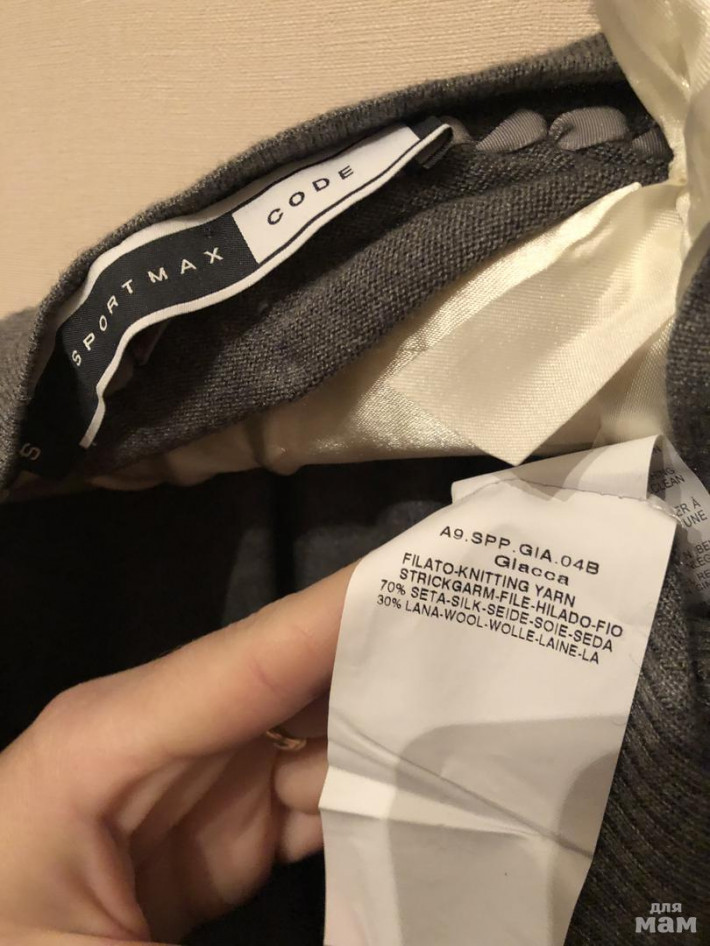 SPORTMAX CODE
S
A9.SPP.GIA.04B
Giacca
FILATO-KNITTING YARN
STRICKGARM-FILE-HILADO-FIO
70% SETA-SILK-SEIDE-SOIE-SEDA
30% LANA-WOOL-WOLLE-LAINE-LA
для
мам